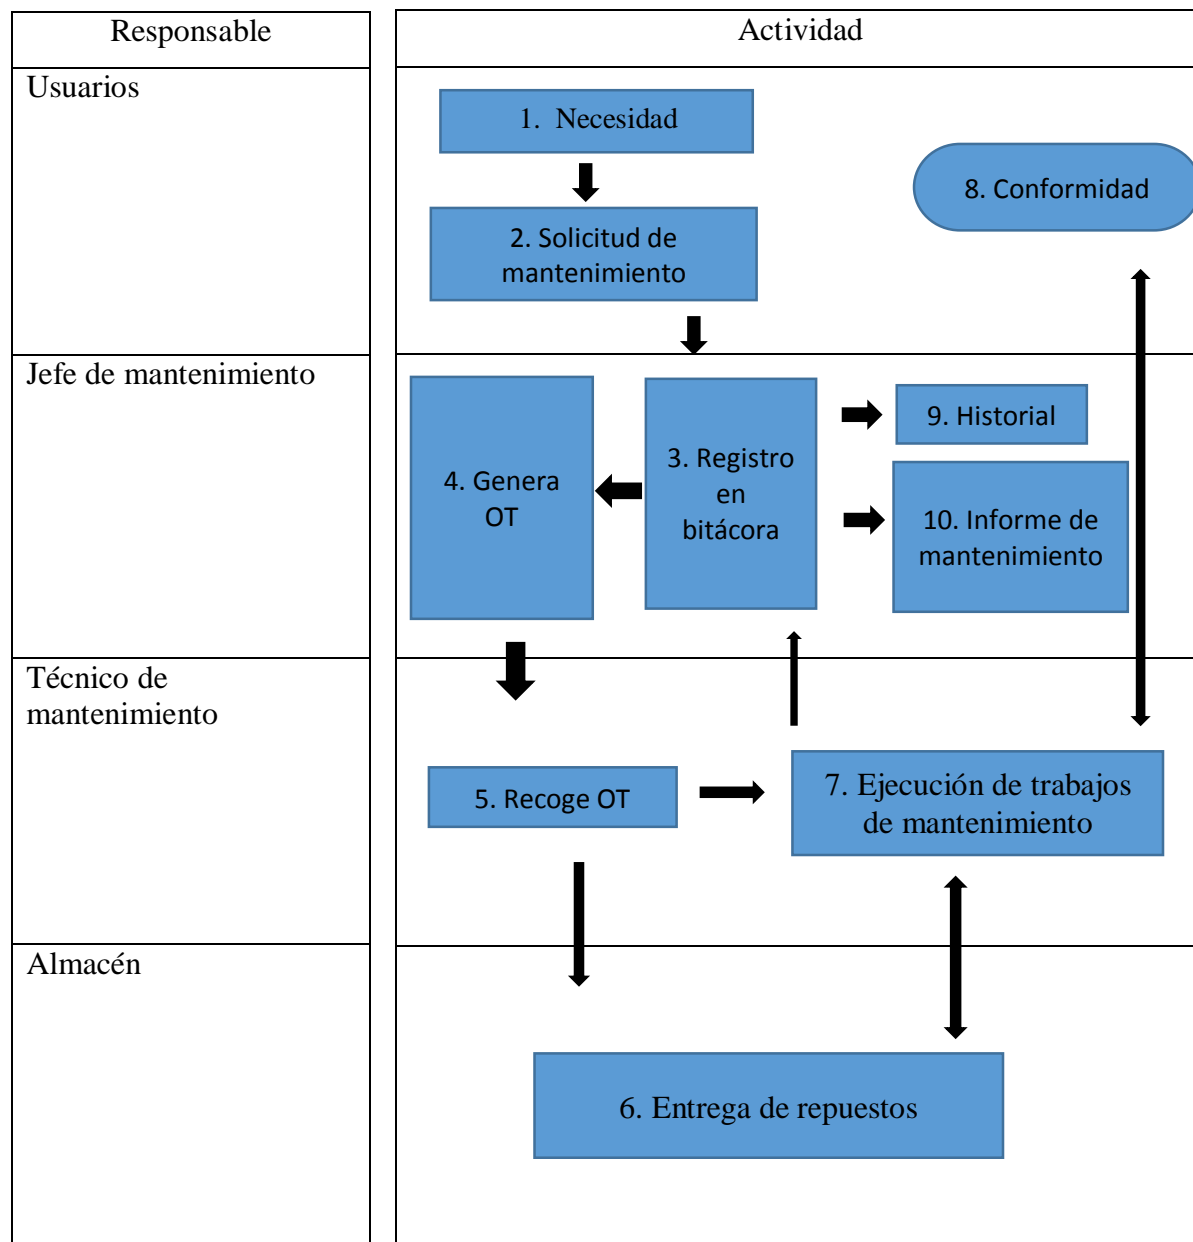 Responsable
Actividad
Usuarios
1. Necesidad
8. Conformidad
2. Solicitud de
mantenimiento
Jefe de mantenimiento
4. Genera
OT
3. Registro
en
bitácora
9. Historial
10. Informe de
mantenimiento
Técnico de
mantenimiento
5. Recoge OT
7. Ejecución de trabajos
de mantenimiento
Almacén
6. Entrega de repuestos